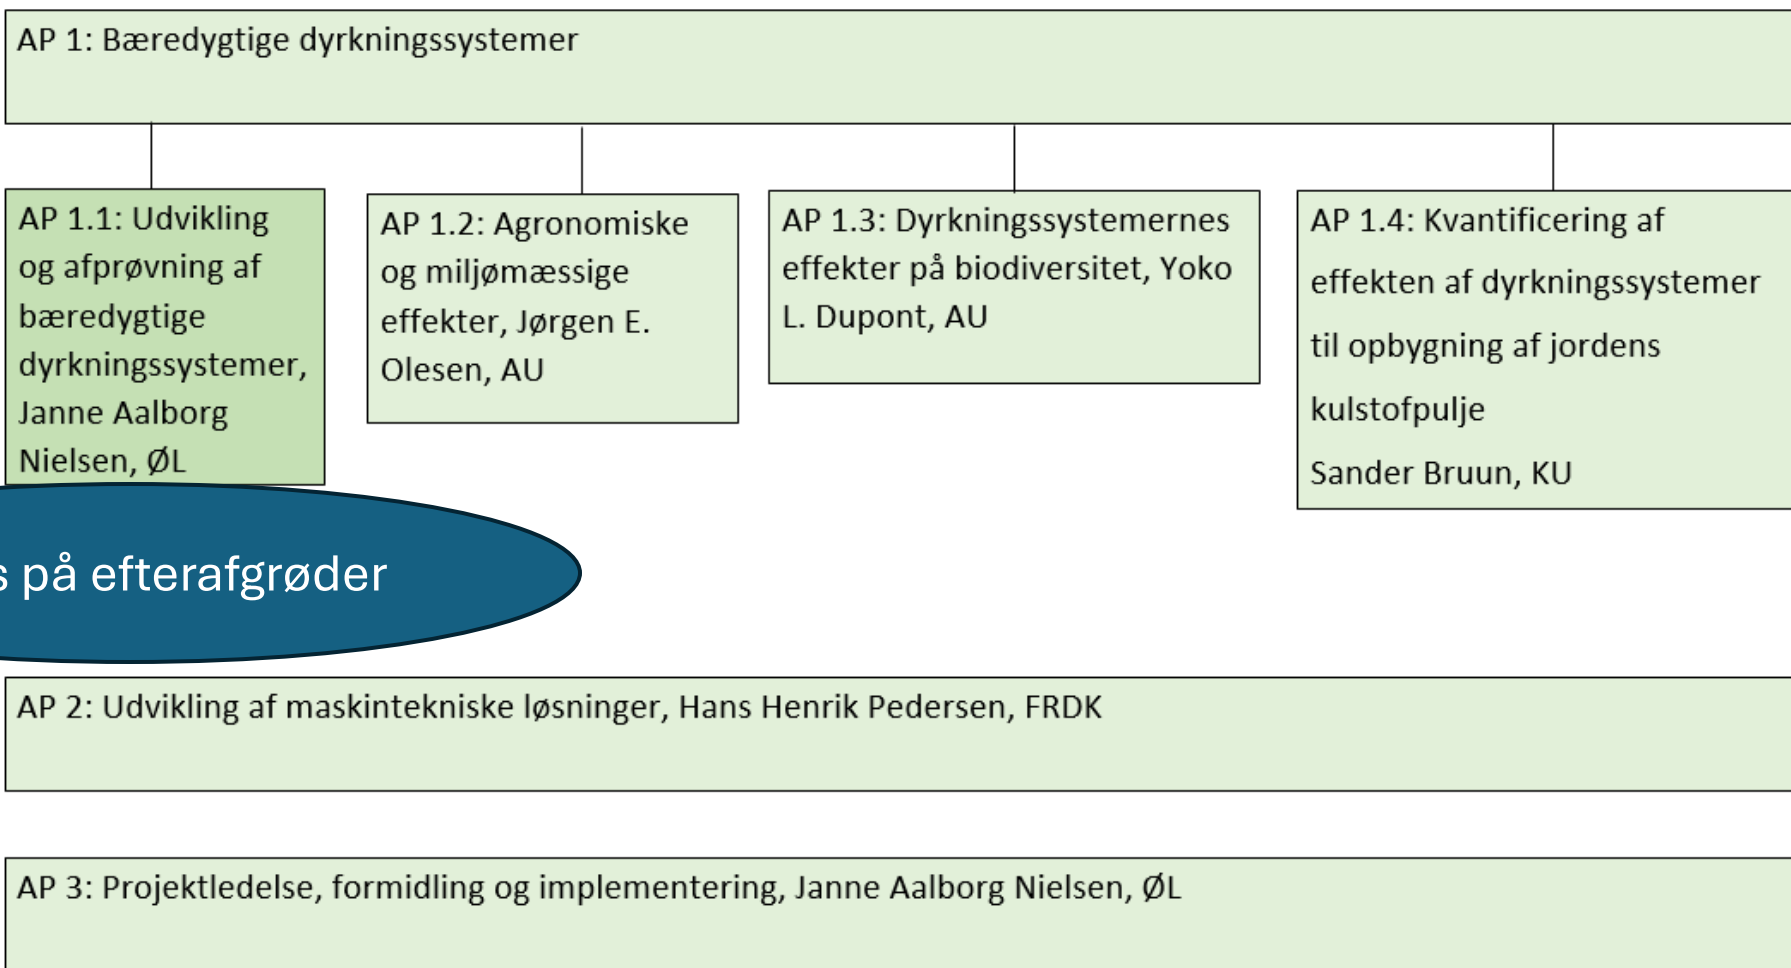 AP 1: Bæredygtige dyrkningssystemer
AP 1.1: Udvikling
og afprøvning af
bæredygtige
dyrkningssystemer,
Janne Aalborg
Nielsen, ØL
AP 1.2: Agronomiske
og miljømæssige
effekter, Jørgen E.
Olesen, AU
AP 1.3: Dyrkningssystemernes
effekter på biodiversitet, Yoko
L. Dupont, AU
AP 1.4: Kvantificering af
effekten af dyrkningssystemer
til opbygning af jordens
kulstofpulje
Sander Bruun, KU
på efterafgrøder
AP 2: Udvikling af maskintekniske løsninger, Hans Henrik Pedersen, FRDK
AP 3: Projektledelse, formidling og implementering, Janne Aalborg Nielsen, ØL